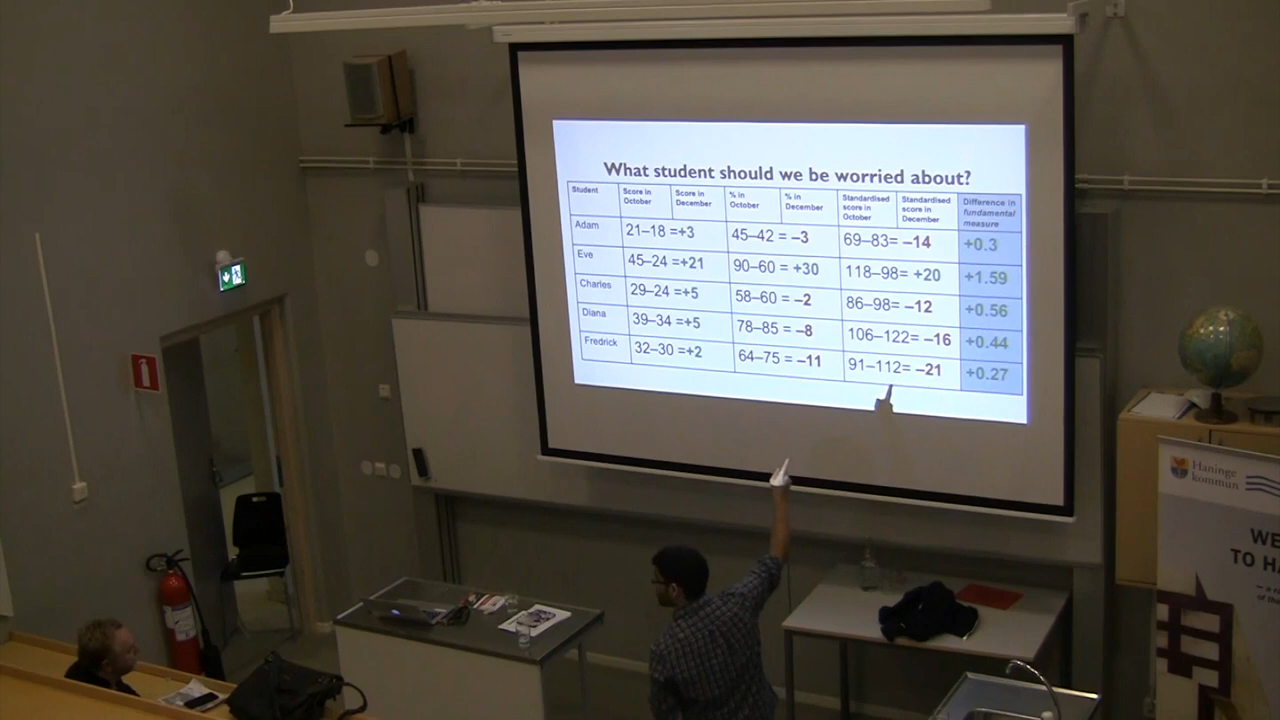 What student should we be worried about?
Student
Score in October
Score in December
% in October
% in December
Standardised score in October
Standardised score in December
Difference in fundamental measure
Adam 21–18 =+3 45–42 = –3 69–83= –14 +0.3
Eve 45–24 =+21 90–60 = +30 118–98= +20 +1.59
Charles 29–24 =+5 58–60 = –2 86–98= –12 +0.56
Diana 39–34 =+5 78–85 = –8 106–122= –16 +0.44
Fredrick 32–30 =+2 64–75 = –11 91–112= –21 +0.27
Haninge
kommun
WE
TO HA